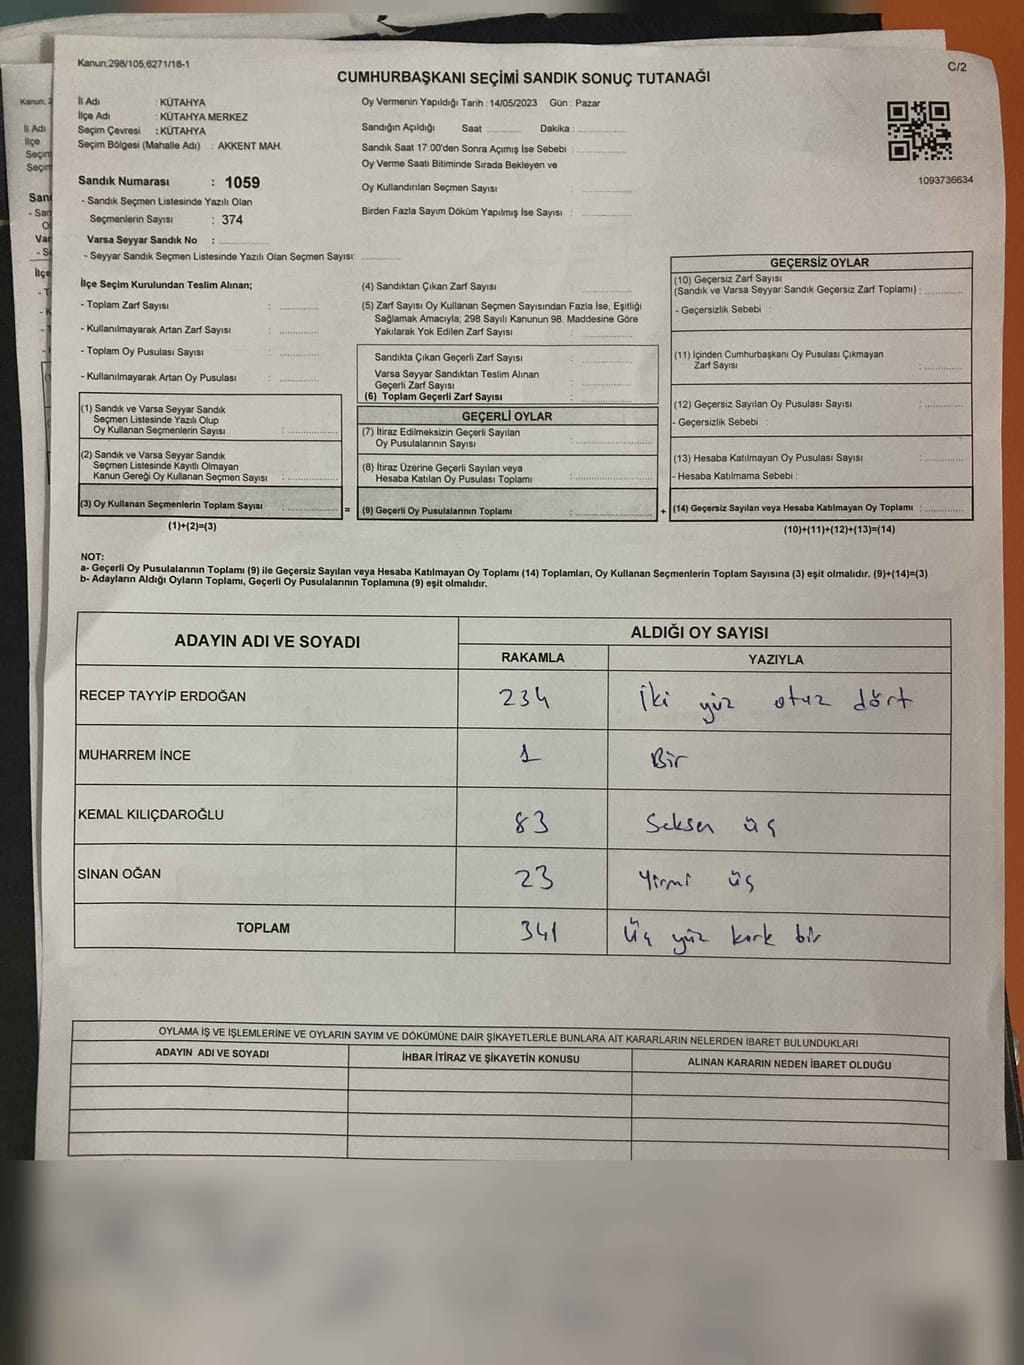 Kanun;298/105;6271/18-1
C/2
CUMHURBAŞKANI SEÇİMİ SANDIK SONUÇ TUTANAĞI
İl Adı : KÜTAHYA
İlçe Adı : KÜTAHYA MERKEZ
Seçim Çevresi : KÜTAHYA
Seçim Bölgesi (Mahalle Adı) : AKKENT MAH.
Sandık Numarası : 1059
- Sandık Seçmen Listesinde Yazılı Olan
Seçmenlerin Sayısı : 374
Varsa Seyyar Sandık No : ..............
- Seyyar Sandık Seçmen Listesinde Yazılı Olan Seçmen Sayısı: ..............
Oy Vermenin Yapıldığı Tarih : 14/05/2023 Gün : Pazar
Sandığın Açıldığı Saat .............. Dakika : ..............
Sandık Saat 17:00'den Sonra Açımış İse Sebebi : ..............
Oy Verme Saati Bitiminde Sırada Bekleyen ve
Oy Kullandırılan Seçmen Sayısı : ..............
Birden Fazla Sayım Döküm Yapılmış İse Sayısı : ..............
1093736634
İlçe Seçim Kurulundan Teslim Alınan;
- Toplam Zarf Sayısı : ..............
- Kullanılmayarak Artan Zarf Sayısı : ..............
- Toplam Oy Pusulası Sayısı : ..............
- Kullanılmayarak Artan Oy Pusulası : ..............
(1) Sandık ve Varsa Seyyar Sandık
Seçmen Listesinde Yazılı Olup
Oy Kullanan Seçmenlerin Sayısı : ..............
(2) Sandık ve Varsa Seyyar Sandık
Seçmen Listesinde Kayıtlı Olmayan
Kanun Gereği Oy Kullanan Seçmen Sayısı : ..............
(3) Oy Kullanan Seçmenlerin Toplam Sayısı : ..............
(1)+(2)=(3)
=
(4) Sandıktan Çıkan Zarf Sayısı : ..............
(5) Zarf Sayısı Oy Kullanan Seçmen Sayısından Fazla İse, Eşitliği
Sağlamak Amacıyla; 298 Sayılı Kanunun 98. Maddesine Göre
Yakılarak Yok Edilen Zarf Sayısı : ..............
Sandıkta Çıkan Geçerli Zarf Sayısı : ..............
Varsa Seyyar Sandıktan Teslim Alınan
Geçerli Zarf Sayısı : ..............
(6) Toplam Geçerli Zarf Sayısı : ..............
GEÇERLİ OYLAR
(7) İtiraz Edilmeksizin Geçerli Sayılan
Oy Pusulalarının Sayısı : ..............
(8) İtiraz Üzerine Geçerli Sayılan veya
Hesaba Katılan Oy Pusulası Toplamı : ..............
(9) Geçerli Oy Pusulalarının Toplamı : ..............
+
GEÇERSİZ OYLAR
(10) Geçersiz Zarf Sayısı
(Sandık ve Varsa Seyyar Sandık Geçersiz Zarf Toplamı) : ..............
- Geçersizlik Sebebi :
(11) İçinden Cumhurbaşkanı Oy Pusulası Çıkmayan
Zarf Sayısı : ..............
(12) Geçersiz Sayılan Oy Pusulası Sayısı : ..............
- Geçersizlik Sebebi :
(13) Hesaba Katılmayan Oy Pusulası Sayısı : ..............
- Hesaba Katılmama Sebebi :
(14) Geçersiz Sayılan veya Hesaba Katılmayan Oy Toplamı : ..............
(10)+(11)+(12)+(13)=(14)
NOT:
a- Geçerli Oy Pusulalarının Toplamı (9) ile Geçersiz Sayılan veya Hesaba Katılmayan Oy Toplamı (14) Toplamları, Oy Kullanan Seçmenlerin Toplam Sayısına (3) eşit olmalıdır. (9)+(14)=(3)
b- Adayların Aldığı Oyların Toplamı, Geçerli Oy Pusulalarının Toplamına (9) eşit olmalıdır.
ADAYIN ADI VE SOYADI
ALDIĞI OY SAYISI
RAKAMLA YAZIYLA
RECEP TAYYİP ERDOĞAN 234 İki yüz otuz dört
MUHARREM İNCE 1 Bir
KEMAL KILIÇDAROĞLU 83 Seksen üç
SİNAN OĞAN 23 Yirmi üç
TOPLAM 341 Üç yüz kırk bir
OYLAMA İŞ VE İŞLEMLERİNE VE OYLARIN SAYIM VE DÖKÜMÜNE DAİR ŞİKAYETLERLE BUNLARA AİT KARARLARIN NELERDEN İBARET BULUNDUKLARI
ADAYIN ADI VE SOYADI İHBAR İTİRAZ VE ŞİKAYETİN KONUSU ALINAN KARARIN NEDEN İBARET OLDUĞU